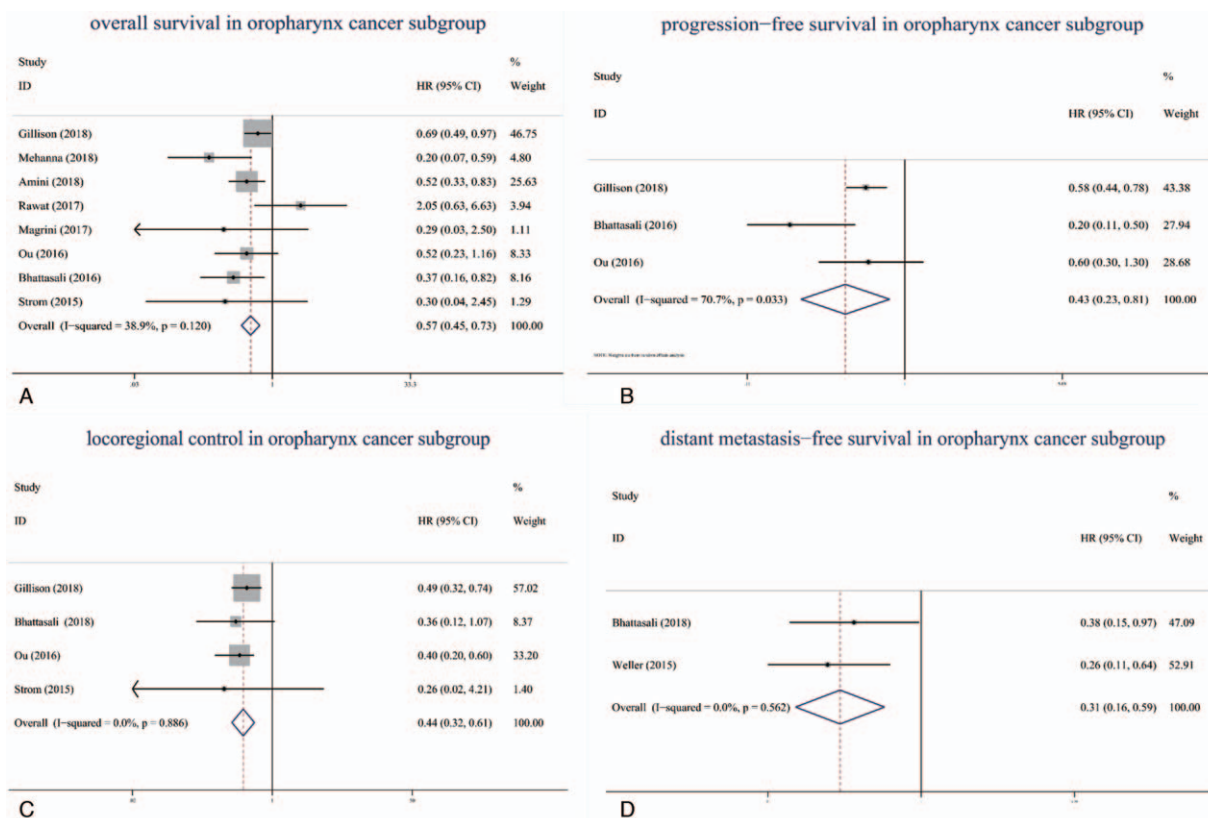 overall survival in oropharynx cancer subgroup
Study %
ID HR (95% CI) Weight
Gillison (2018) 0.69 (0.49, 0.97) 46.75
Mehanna (2018) 0.20 (0.07, 0.59) 4.80
Amini (2018) 0.52 (0.33, 0.83) 25.63
Rawat (2017) 2.05 (0.63, 6.63) 3.94
Magrini (2017) 0.29 (0.03, 2.50) 1.11
Ou (2016) 0.52 (0.23, 1.16) 8.33
Bhattasali (2016) 0.37 (0.16, 0.82) 8.16
Strom (2015) 0.30 (0.04, 2.45) 1.29
Overall (I−squared = 38.9%, p = 0.120) 0.57 (0.45, 0.73) 100.00
.03 1 33.3
A
progression−free survival in oropharynx cancer subgroup
Study %
ID HR (95% CI) Weight
Gillison (2018) 0.58 (0.44, 0.78) 43.38
Bhattasali (2016) 0.20 (0.11, 0.50) 27.94
Ou (2016) 0.60 (0.30, 1.30) 28.68
Overall (I−squared = 70.7%, p = 0.033) 0.43 (0.23, 0.81) 100.00
NOTE: Weights are from random effects analysis
.11 1 9.09
B
locoregional control in oropharynx cancer subgroup
Study %
ID HR (95% CI) Weight
Gillison (2018) 0.49 (0.32, 0.74) 57.02
Bhattasali (2018) 0.36 (0.12, 1.07) 8.37
Ou (2016) 0.40 (0.20, 0.60) 33.20
Strom (2015) 0.26 (0.02, 4.21) 1.40
Overall (I−squared = 0.0%, p = 0.886) 0.44 (0.32, 0.61) 100.00
.02 1 50
C
distant metastasis−free survival in oropharynx cancer subgroup
Study %
ID HR (95% CI) Weight
Bhattasali (2018) 0.38 (0.15, 0.97) 47.09
Weller (2015) 0.26 (0.11, 0.64) 52.91
Overall (I−squared = 0.0%, p = 0.562) 0.31 (0.16, 0.59) 100.00
D